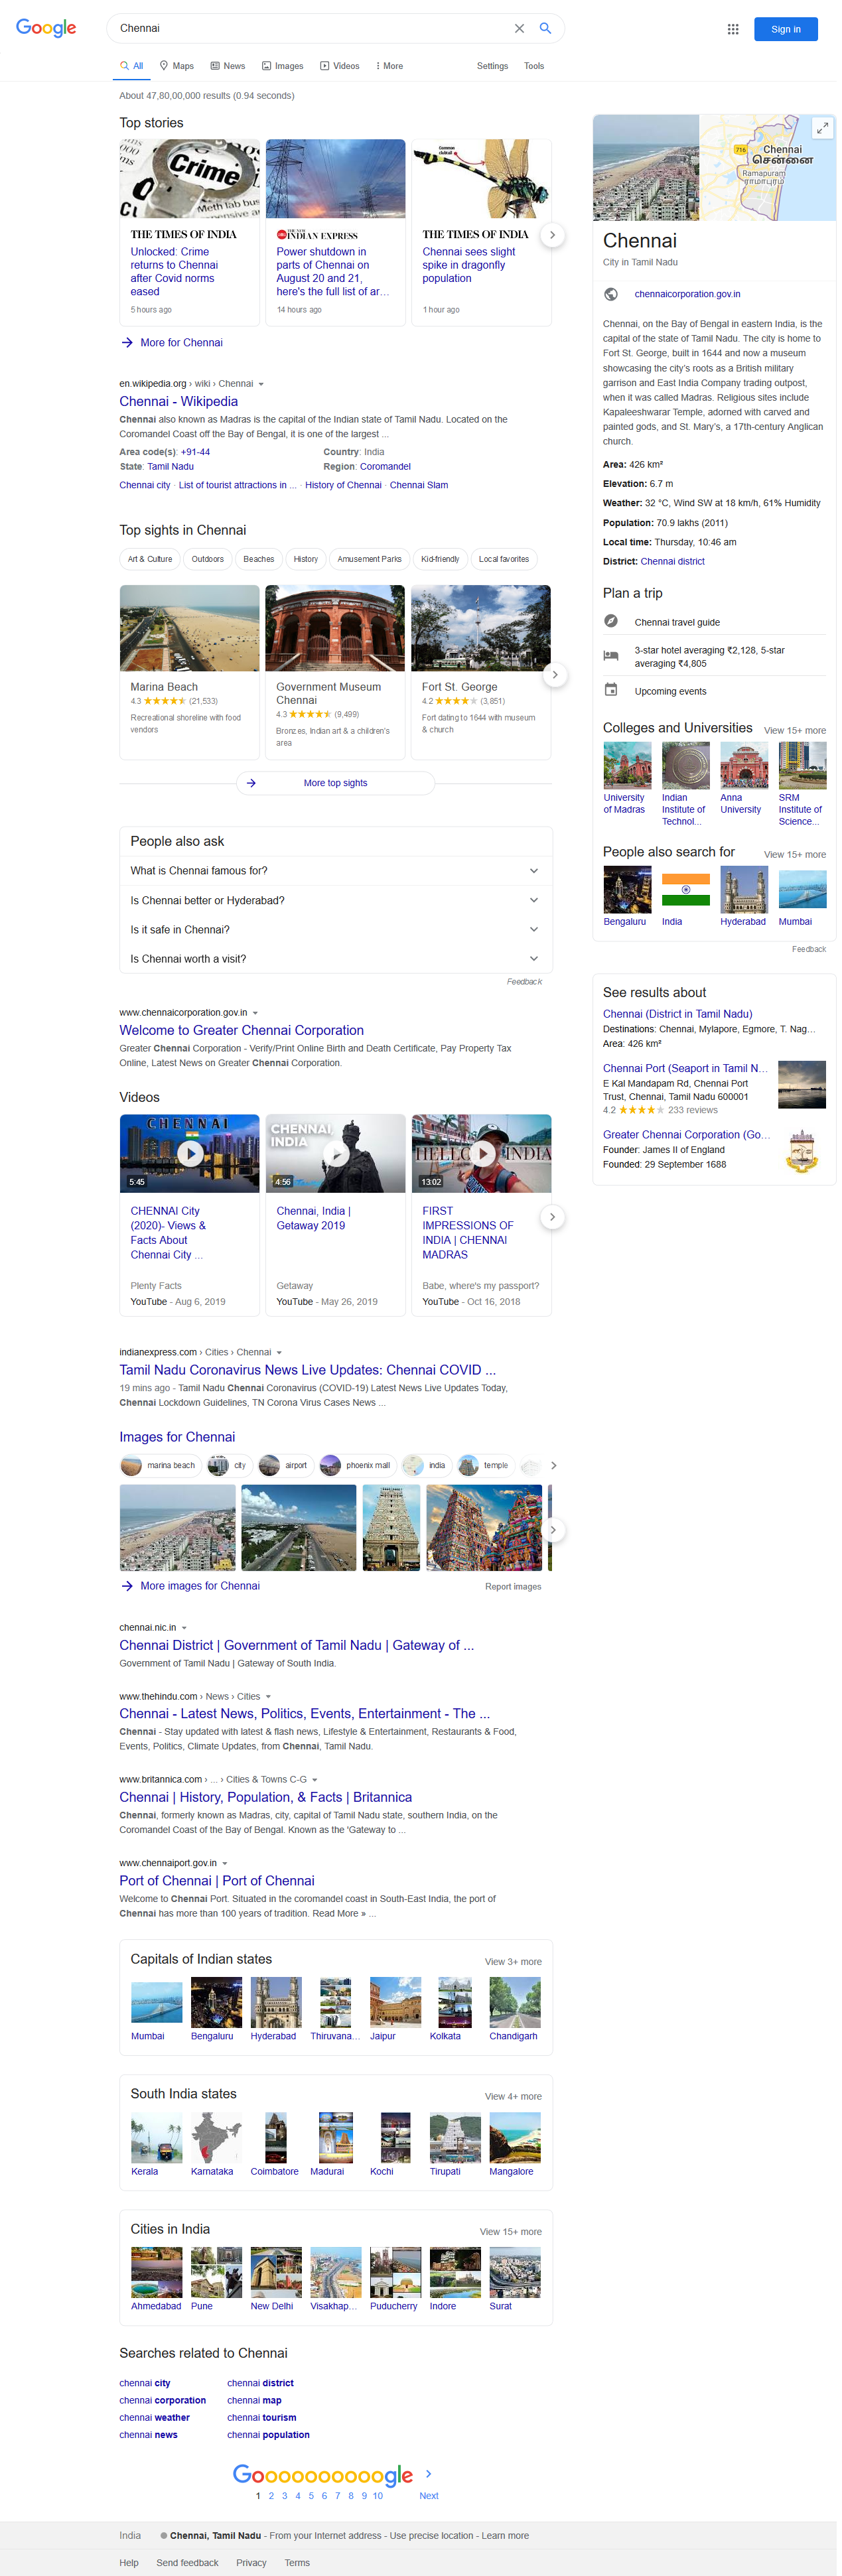 Google
Chennai
Sign in
All
Maps
News
Images
Videos
More
Settings
Tools
About 47,80,00,000 results (0.94 seconds)
Top stories
Crime
THE TIMES OF INDIA
Unlocked: Crime
returns to Chennai
after Covid norms
eased
5 hours ago
INDIAN EXPRESS
Power shutdown in
parts of Chennai on
August 20 and 21,
here's the full list of ar…
14 hours ago
THE TIMES OF INDIA
Chennai sees slight
spike in dragonfly
population
1 hour ago
More for Chennai
en.wikipedia.org › wiki › Chennai
Chennai - Wikipedia
Chennai also known as Madras is the capital of the Indian state of Tamil Nadu. Located on the
Coromandel Coast off the Bay of Bengal, it is one of the largest ...
Area code(s): +91-44
Country: India
State: Tamil Nadu
Region: Coromandel
Chennai city · List of tourist attractions in ... · History of Chennai · Chennai Slam
Top sights in Chennai
Art & Culture
Outdoors
Beaches
History
Amusement Parks
Kid-friendly
Local favorites
Marina Beach
4.3 (21,533)
Recreational shoreline with food
vendors
Government Museum
Chennai
4.3 (9,499)
Bronzes, Indian art & a children's
area
Fort St. George
4.2 (3,851)
Fort dating to 1644 with museum
& church
More top sights
People also ask
What is Chennai famous for?
Is Chennai better or Hyderabad?
Is it safe in Chennai?
Is Chennai worth a visit?
Feedback
www.chennaicorporation.gov.in
Welcome to Greater Chennai Corporation
Greater Chennai Corporation - Verify/Print Online Birth and Death Certificate, Pay Property Tax
Online, Latest News on Greater Chennai Corporation.
Videos
CHENNAI
5:45
CHENNAI City
(2020)- Views &
Facts About
Chennai City ...
Plenty Facts
YouTube - Aug 6, 2019
CHENNAI,
INDIA
4:56
Chennai, India |
Getaway 2019
Getaway
YouTube - May 26, 2019
HELLO INDIA
13:02
FIRST
IMPRESSIONS OF
INDIA | CHENNAI
MADRAS
Babe, where's my passport?
YouTube - Oct 16, 2018
indianexpress.com › Cities › Chennai
Tamil Nadu Coronavirus News Live Updates: Chennai COVID ...
19 mins ago - Tamil Nadu Chennai Coronavirus (COVID-19) Latest News Live Updates Today,
Chennai Lockdown Guidelines, TN Corona Virus Cases News ...
Images for Chennai
marina beach
city
airport
phoenix mall
india
temple
More images for Chennai
Report images
chennai.nic.in
Chennai District | Government of Tamil Nadu | Gateway of ...
Government of Tamil Nadu | Gateway of South India.
www.thehindu.com › News › Cities
Chennai - Latest News, Politics, Events, Entertainment - The ...
Chennai - Stay updated with latest & flash news, Lifestyle & Entertainment, Restaurants & Food,
Events, Politics, Climate Updates, from Chennai, Tamil Nadu.
www.britannica.com › ... › Cities & Towns C-G
Chennai | History, Population, & Facts | Britannica
Chennai, formerly known as Madras, city, capital of Tamil Nadu state, southern India, on the
Coromandel Coast of the Bay of Bengal. Known as the 'Gateway to ...
www.chennaiport.gov.in
Port of Chennai | Port of Chennai
Welcome to Chennai Port. Situated in the coromandel coast in South-East India, the port of
Chennai has more than 100 years of tradition. Read More » ...
Capitals of Indian states
View 3+ more
Mumbai
Bengaluru
Hyderabad
Thiruvana…
Jaipur
Kolkata
Chandigarh
South India states
View 4+ more
Kerala
Karnataka
Coimbatore
Madurai
Kochi
Tirupati
Mangalore
Cities in India
View 15+ more
Ahmedabad
Pune
New Delhi
Visakhap…
Puducherry
Indore
Surat
Searches related to Chennai
chennai city
chennai district
chennai corporation
chennai map
chennai weather
chennai tourism
chennai news
chennai population
Goooooooooogle
1 2 3 4 5 6 7 8 9 10 Next
716
Chennai
சென்னை
Ramapuram
ராமாபுரம்
Chennai
City in Tamil Nadu
chennaicorporation.gov.in
Chennai, on the Bay of Bengal in eastern India, is the
capital of the state of Tamil Nadu. The city is home to
Fort St. George, built in 1644 and now a museum
showcasing the city's roots as a British military
garrison and East India Company trading outpost,
when it was called Madras. Religious sites include
Kapaleeshwarar Temple, adorned with carved and
painted gods, and St. Mary's, a 17th-century Anglican
church.
Area: 426 km²
Elevation: 6.7 m
Weather: 32 °C, Wind SW at 18 km/h, 61% Humidity
Population: 70.9 lakhs (2011)
Local time: Thursday, 10:46 am
District: Chennai district
Plan a trip
Chennai travel guide
3-star hotel averaging ₹2,128, 5-star
averaging ₹4,805
Upcoming events
Colleges and Universities
View 15+ more
University
of Madras
Indian
Institute of
Technol...
Anna
University
SRM
Institute of
Science...
People also search for
View 15+ more
Bengaluru
India
Hyderabad
Mumbai
Feedback
See results about
Chennai (District in Tamil Nadu)
Destinations: Chennai, Mylapore, Egmore, T. Nag…
Area: 426 km²
Chennai Port (Seaport in Tamil N…
E Kal Mandapam Rd, Chennai Port
Trust, Chennai, Tamil Nadu 600001
4.2 233 reviews
Greater Chennai Corporation (Go…
Founder: James II of England
Founded: 29 September 1688
India
Chennai, Tamil Nadu - From your Internet address - Use precise location - Learn more
Help
Send feedback
Privacy
Terms